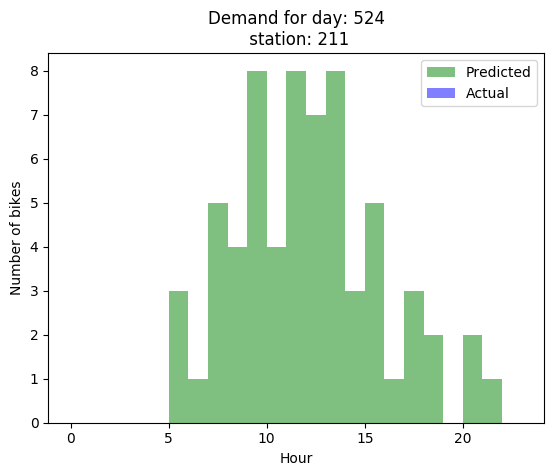 Demand for day: 524
station: 211
Predicted
Actual
Number of bikes
8
7
6
5
4
3
2
1
0
0 5 10 15 20
Hour